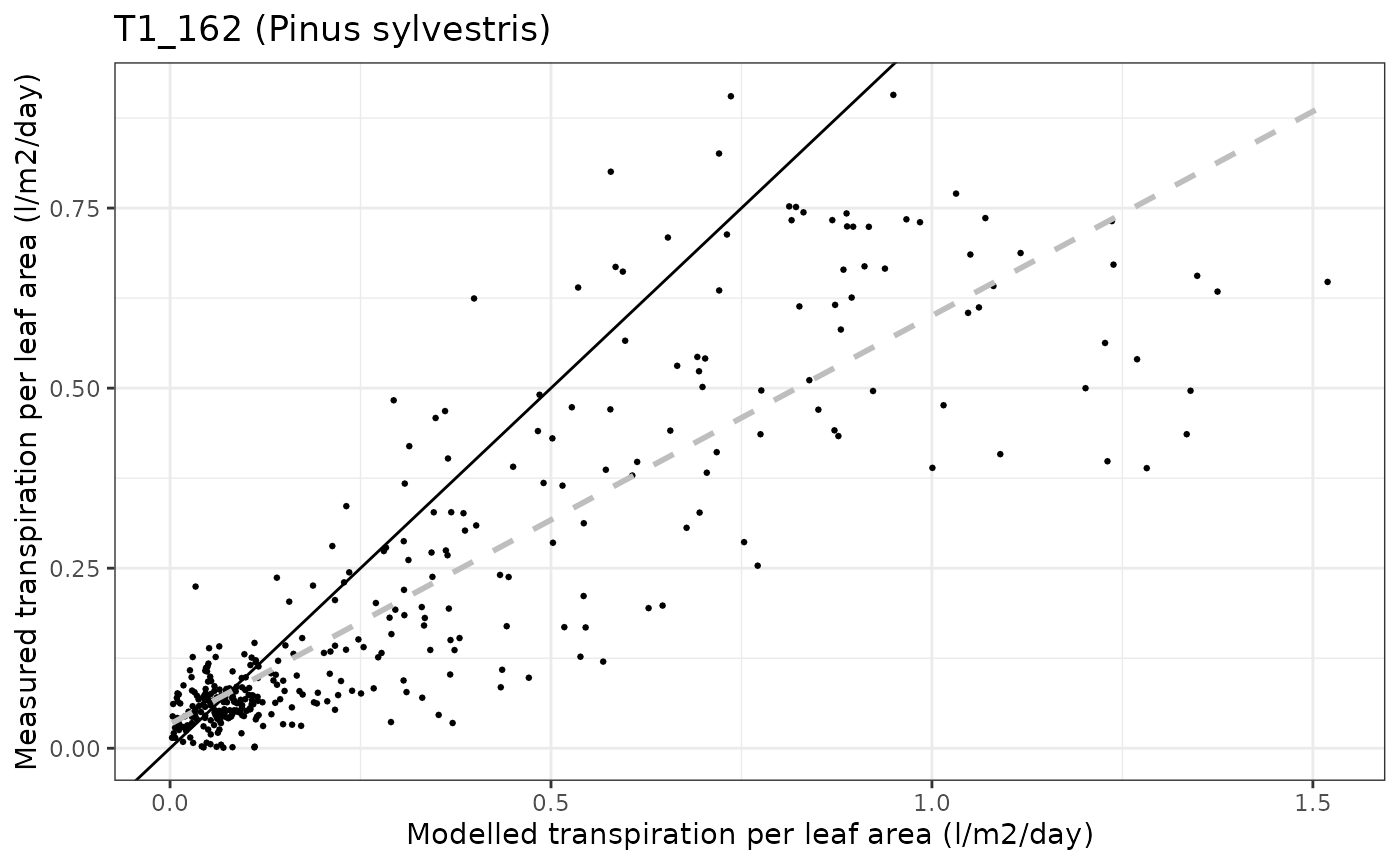 T1_162 (Pinus sylvestris)
Measured transpiration per leaf area (l/m2/day)
0.75
0.50
0.25
0.00
0.0 0.5 1.0 1.5
Modelled transpiration per leaf area (l/m2/day)